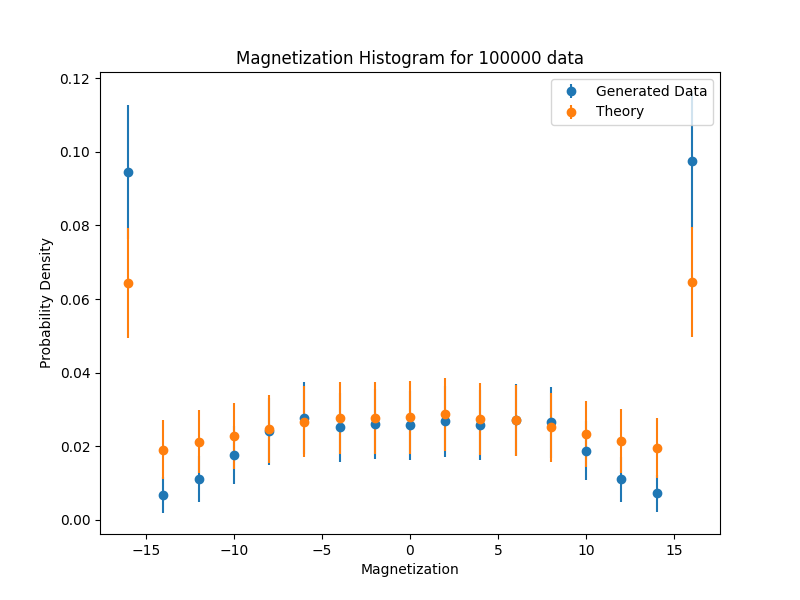 Magnetization Histogram for 100000 data
Generated Data
Theory
0.12
0.10
0.08
0.06
0.04
0.02
0.00
Probability Density
−15
−10
−5
0
5
10
15
Magnetization